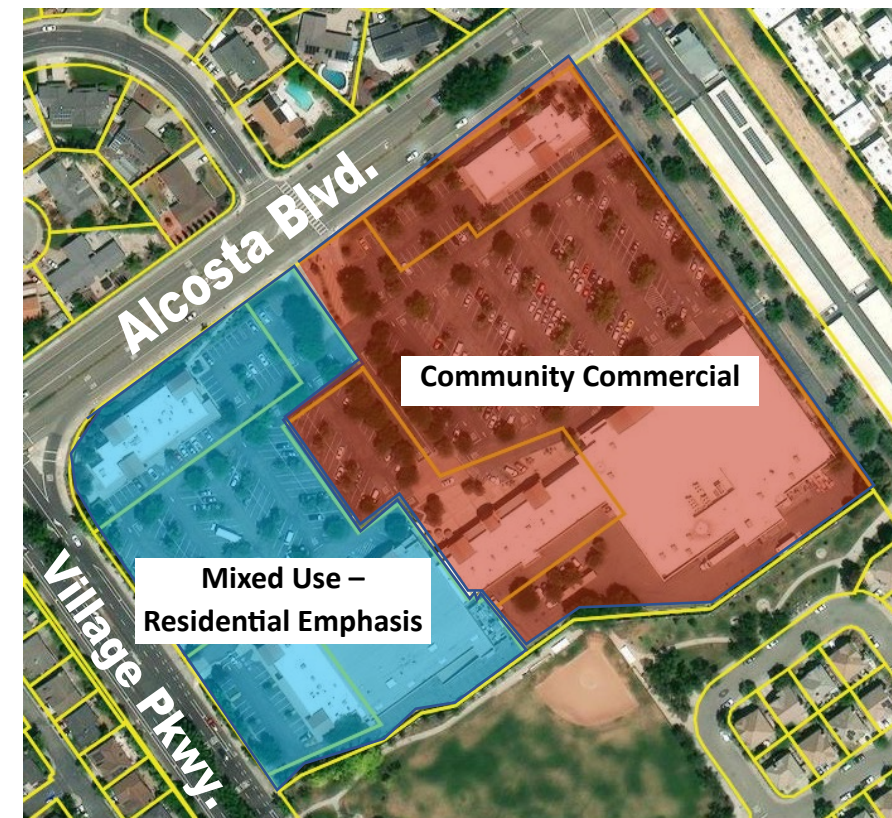 Alcosta Blvd.
Community Commercial
Mixed Use –
Residential Emphasis
Village Pkwy.